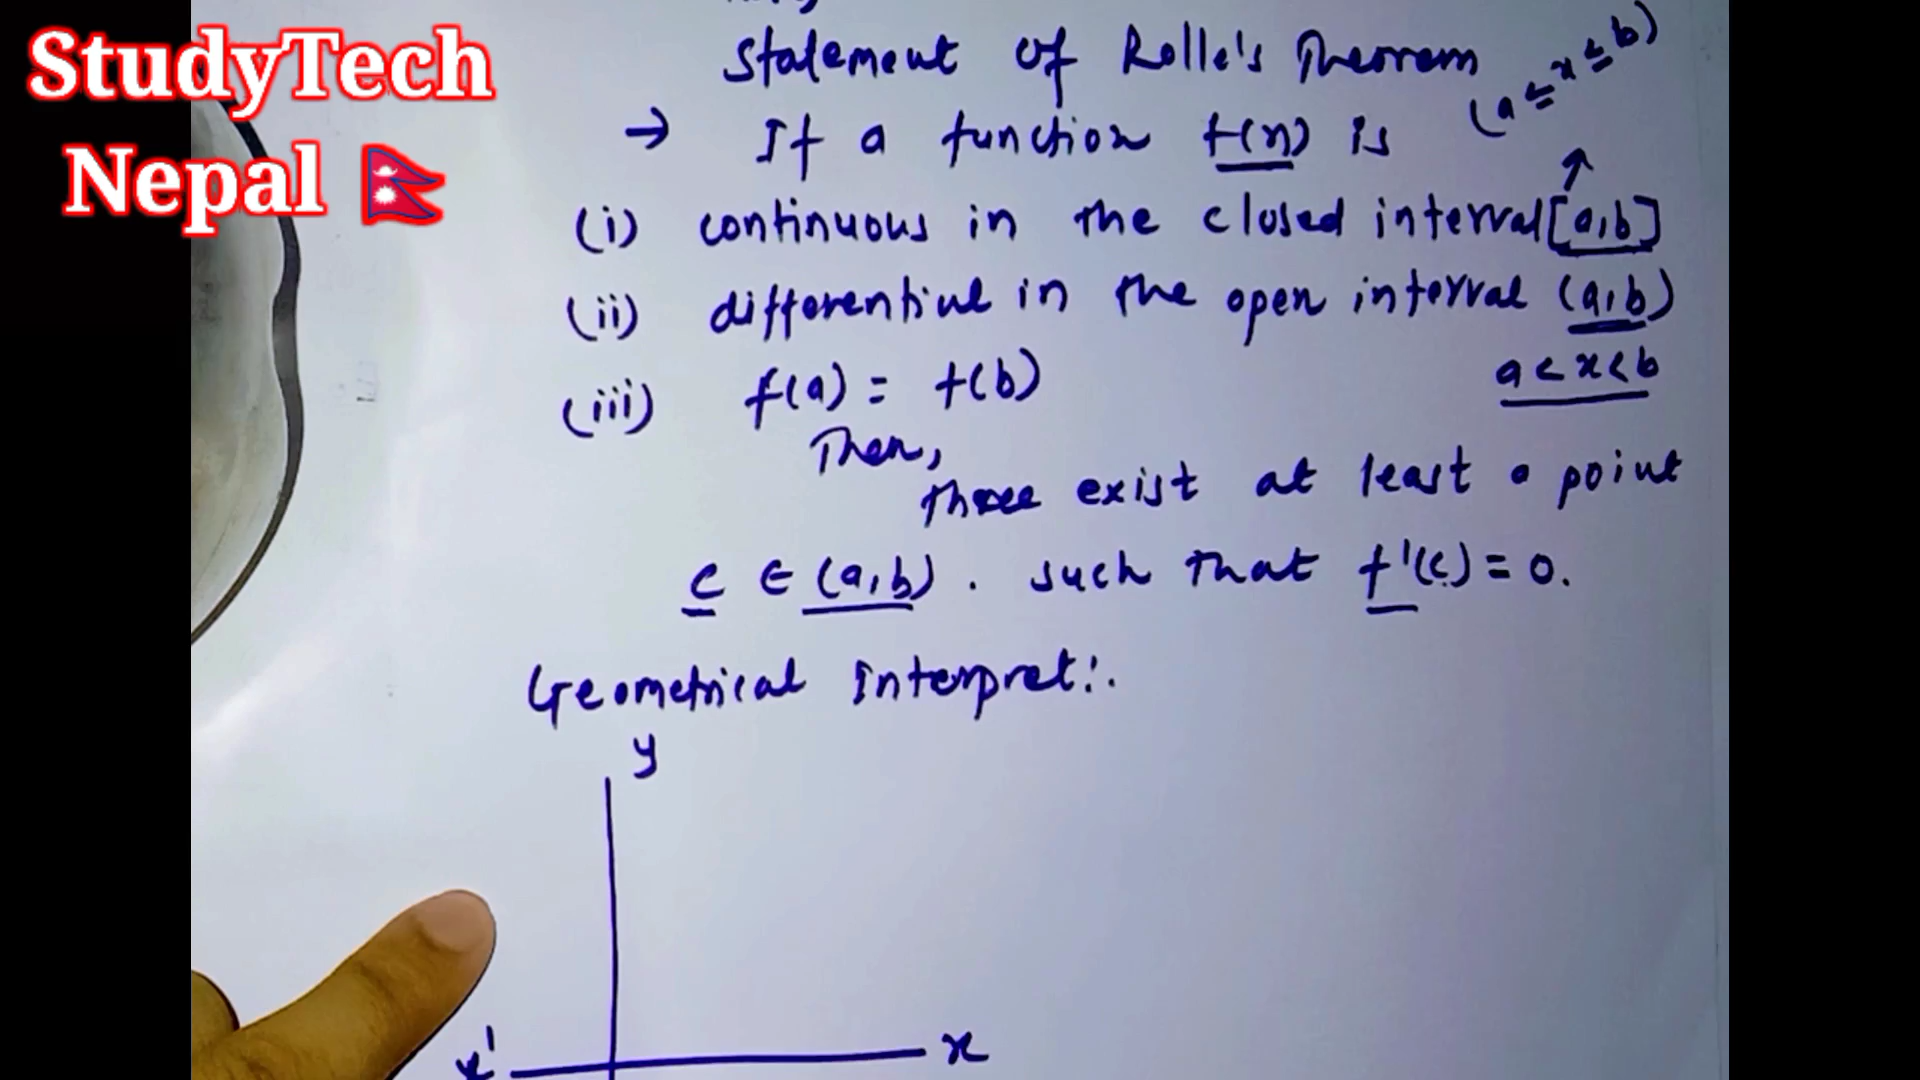 StudyTech
Nepal
Statement of Rolle's Theorem
(a ≤ x ≤ b)
→ If a function f(x) is
(i) continuous in the closed interval [a,b]
(ii) differential in the open interval (a,b)
a < x < b
(iii) f(a) = f(b)
Then,
there exist at least a point
c ∈ (a,b). such that f'(c) = 0.
Geometrical Interpret:.
y
x'
x